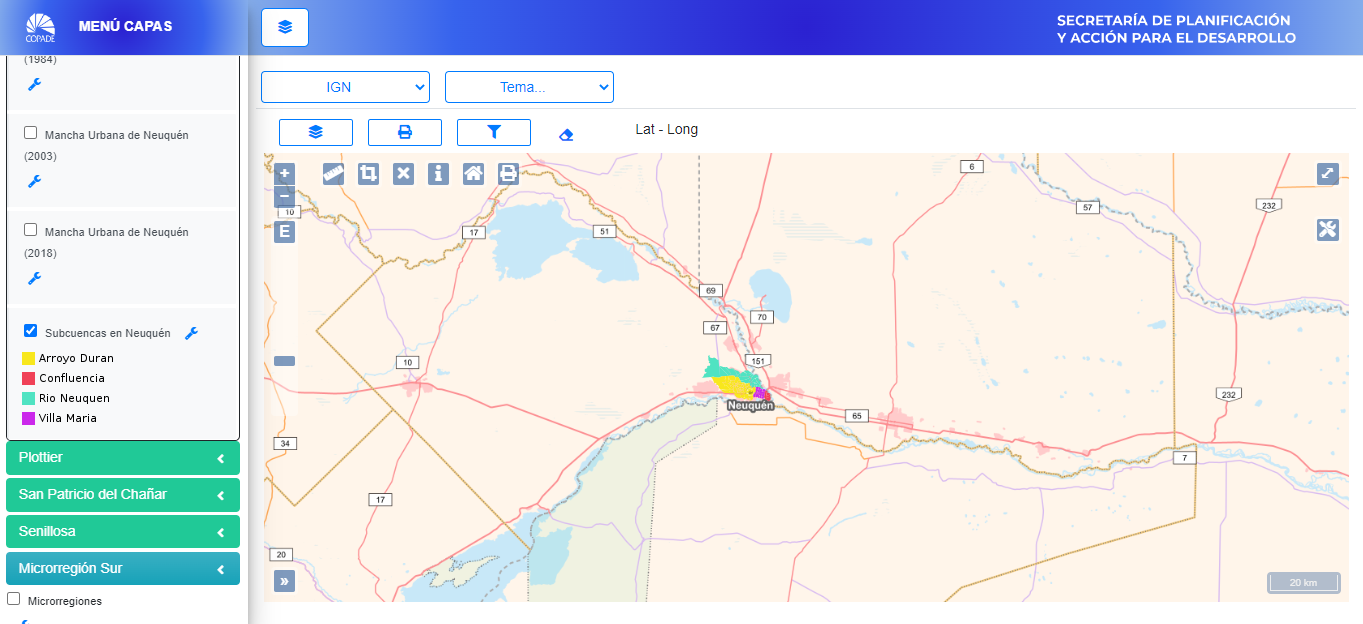 COPADE
MENÚ CAPAS
SECRETARÍA DE PLANIFICACIÓN
Y ACCIÓN PARA EL DESARROLLO
(1984)
Mancha Urbana de Neuquén
(2003)
Mancha Urbana de Neuquén
(2018)
Subcuencas en Neuquén
Arroyo Duran
Confluencia
Rio Neuquen
Villa Maria
Plottier
San Patricio del Chañar
Senillosa
Microrregión Sur
Microrregiones
IGN
Tema...
Lat - Long
+
−
E
10
17
51
6
57
232
69
67
70
151
10
Neuquén
65
232
34
7
17
20
»
20 km